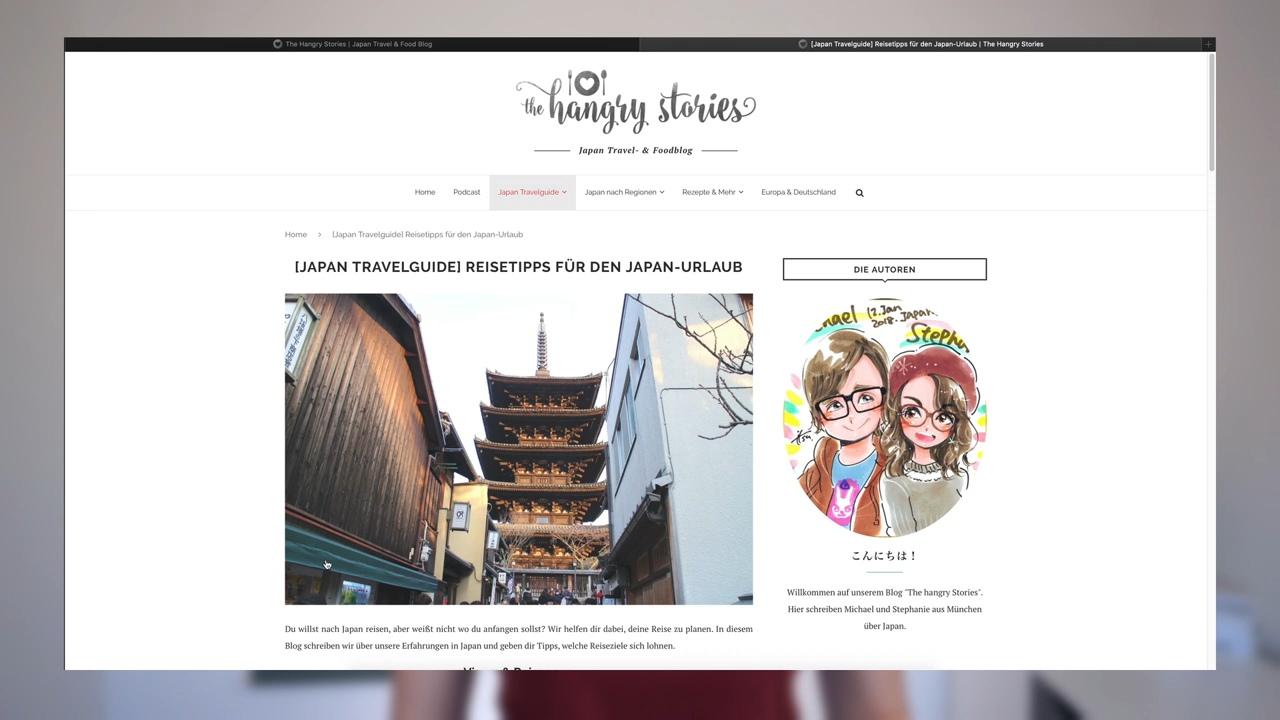 The Hangry Stories | Japan Travel & Food Blog
[Japan Travelguide] Reisetipps für den Japan-Urlaub | The Hangry Stories
the hangry stories
Japan Travel- & Foodblog
Home
Podcast
Japan Travelguide
Japan nach Regionen
Rezepte & Mehr
Europa & Deutschland
Home
[Japan Travelguide] Reisetipps für den Japan-Urlaub
[JAPAN TRAVELGUIDE] REISETIPPS FÜR DEN JAPAN-URLAUB
DIE AUTOREN
12.Jan
2018. Japan
こんにちは！
Willkommen auf unserem Blog "The hangry Stories".
Hier schreiben Michael und Stephanie aus München
über Japan.
Du willst nach Japan reisen, aber weißt nicht wo du anfangen sollst? Wir helfen dir dabei, deine Reise zu planen. In diesem
Blog schreiben wir über unsere Erfahrungen in Japan und geben dir Tipps, welche Reiseziele sich lohnen.